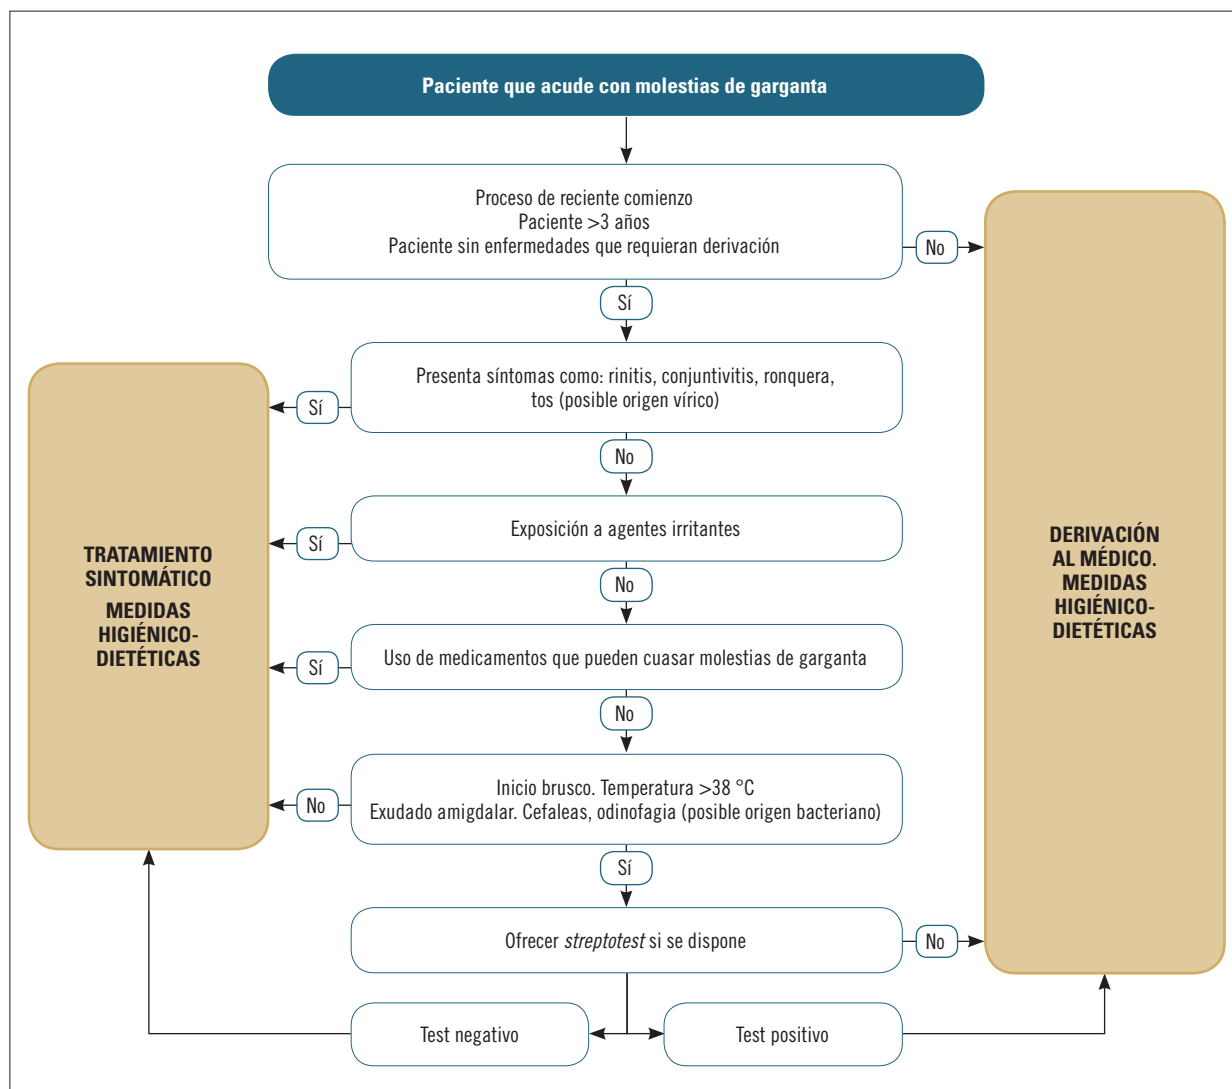 Paciente que acude con molestias de garganta
Proceso de reciente comienzo
Paciente >3 años
Paciente sin enfermedades que requieran derivación
No
Sí
Presenta síntomas como: rinitis, conjuntivitis, ronquera,
tos (posible origen vírico)
Sí
No
Exposición a agentes irritantes
Sí
No
Uso de medicamentos que pueden cuasar molestias de garganta
Sí
No
Inicio brusco. Temperatura >38 °C
Exudado amigdalar. Cefaleas, odinofagia (posible origen bacteriano)
No
Sí
Ofrecer streptotest si se dispone
No
Test negativo
Test positivo
TRATAMIENTO
SINTOMÁTICO
MEDIDAS
HIGIÉNICO-
DIETÉTICAS
DERIVACIÓN
AL MÉDICO.
MEDIDAS
HIGIÉNICO-
DIETÉTICAS